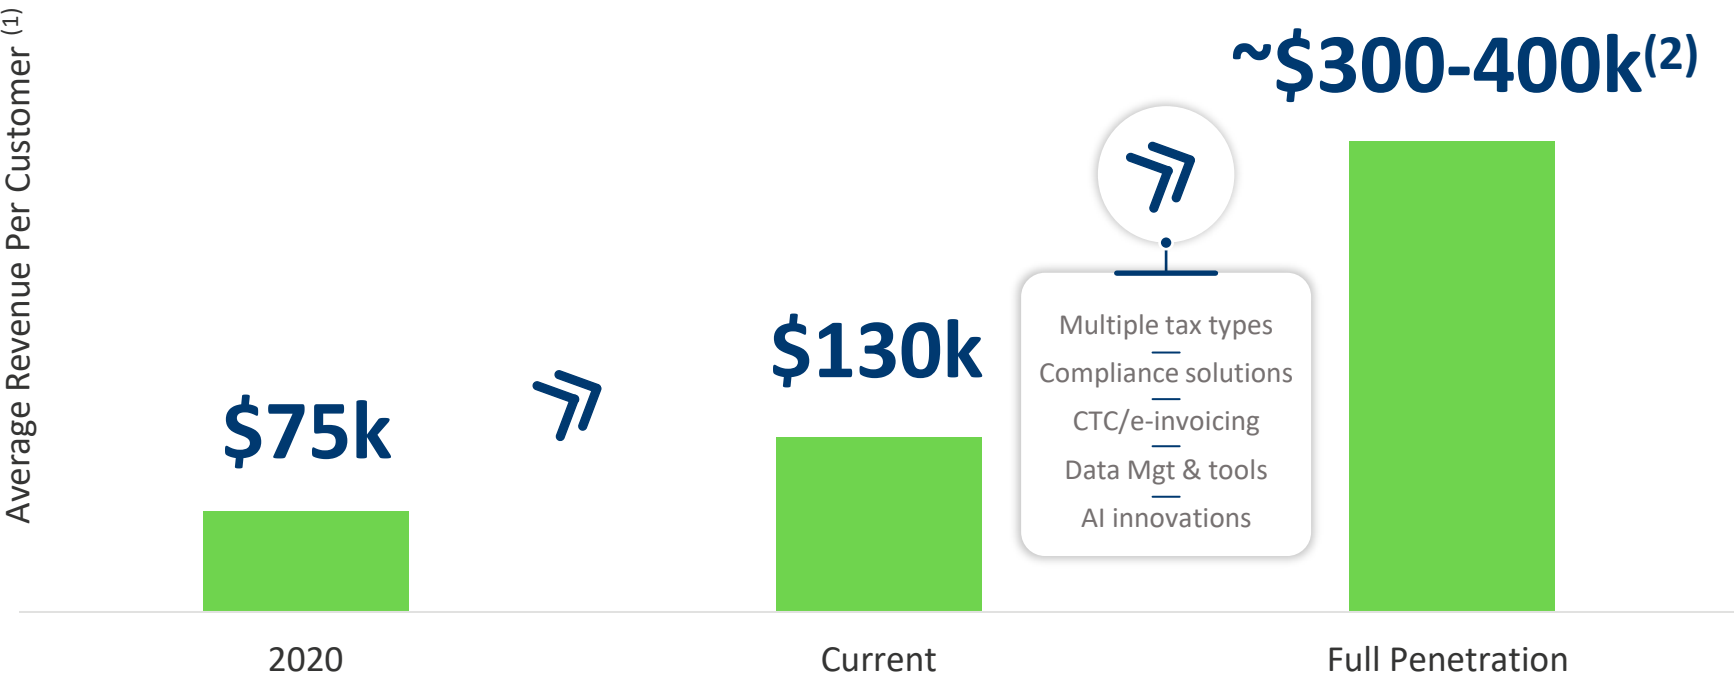 Average Revenue Per Customer (1)
$75k
$130k
~$300-400k(2)
Multiple tax types
Compliance solutions
CTC/e-invoicing
Data Mgt & tools
AI innovations
2020
Current
Full Penetration